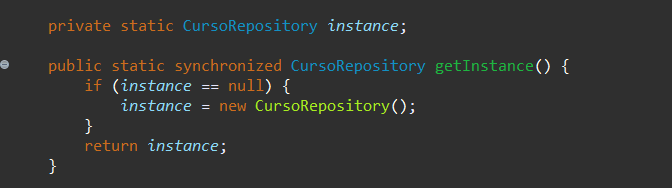 private static CursoRepository instance;
public static synchronized CursoRepository getInstance() {
if (instance == null) {
instance = new CursoRepository();
}
return instance;
}